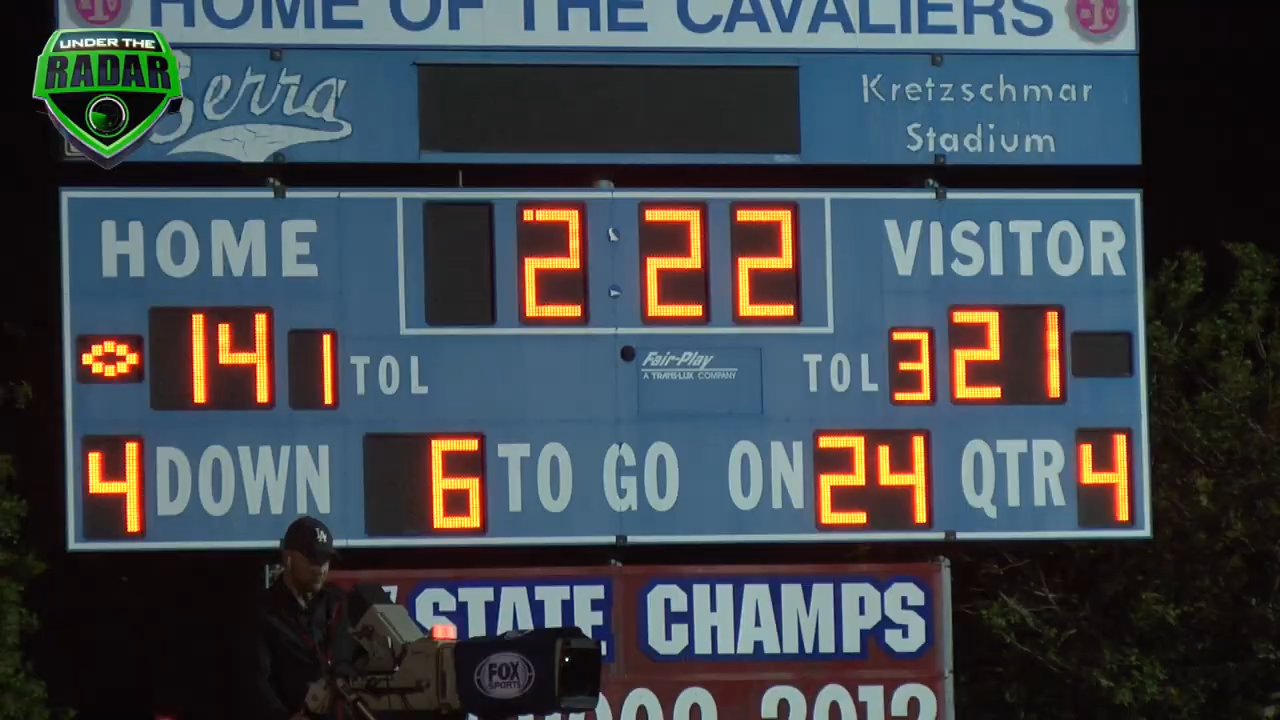 HOME OF THE CAVALIERS
UNDER THE
RADAR
Serra
Kretzschmar
Stadium
HOME
2:22
VISITOR
14 1 TOL
Fair-Play
A TRANS-LUX COMPANY
TOL 3 21
4 DOWN 6 TO GO ON 24 QTR 4
LA
STATE CHAMPS
FOX
SPORTS
2012